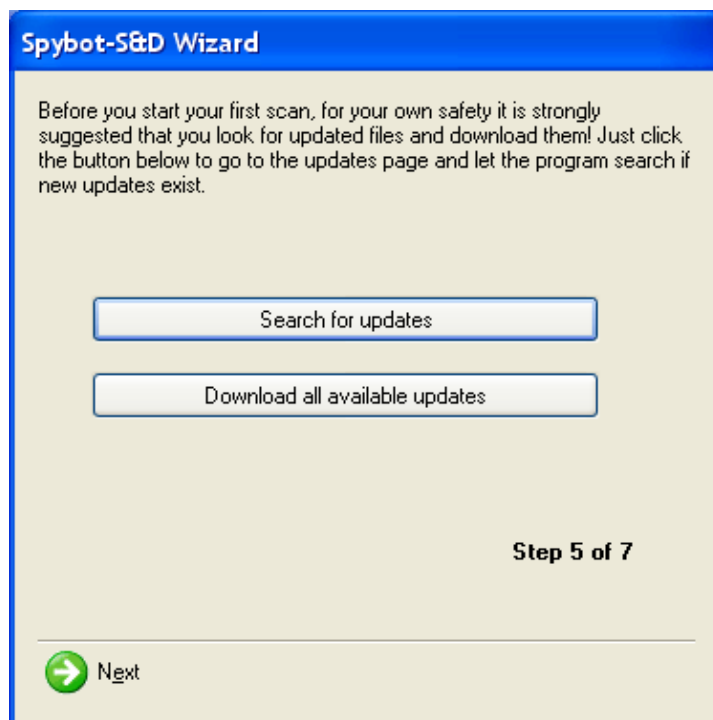 Spybot-S&D Wizard
Before you start your first scan, for your own safety it is strongly
suggested that you look for updated files and download them! Just click
the button below to go to the updates page and let the program search if
new updates exist.
Search for updates
Download all available updates
Step 5 of 7
Next